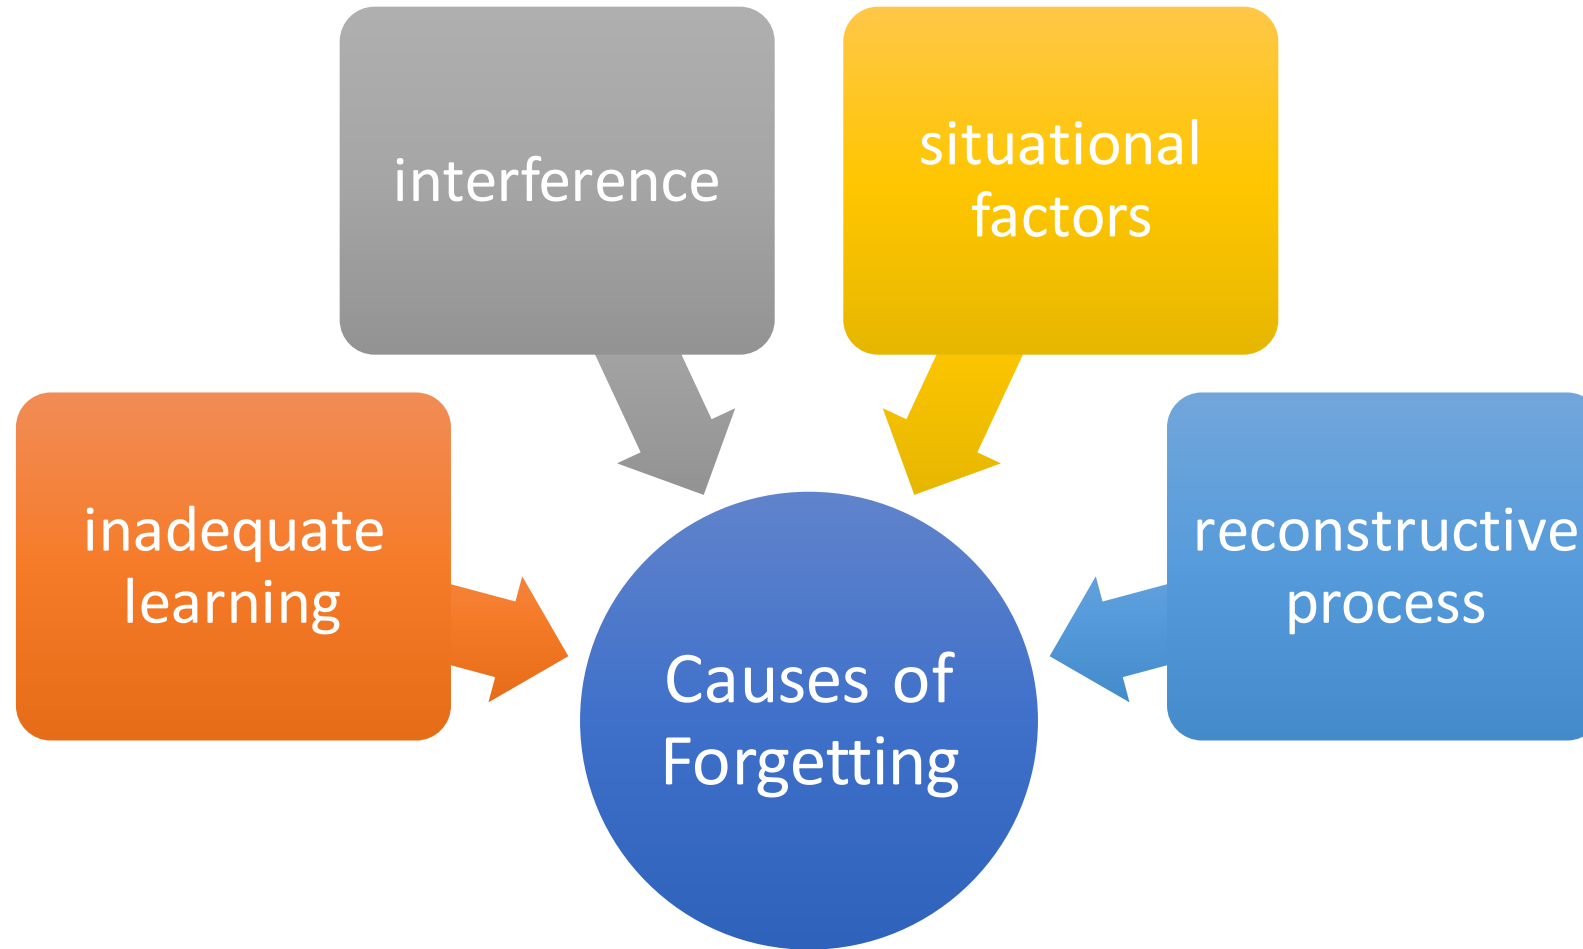 interference
situational
factors
inadequate
learning
reconstructive
process
Causes of
Forgetting